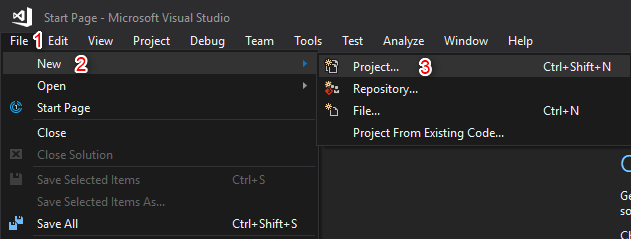 Start Page - Microsoft Visual Studio
File 1 Edit View Project Debug Team Tools Test Analyze Window Help
New 2
Project... 3 Ctrl+Shift+N
Open
Repository...
Start Page
File... Ctrl+N
Close
Project From Existing Code...
Close Solution
Save Selected Items Ctrl+S
Save Selected Items As...
Save All Ctrl+Shift+S
Ge
so